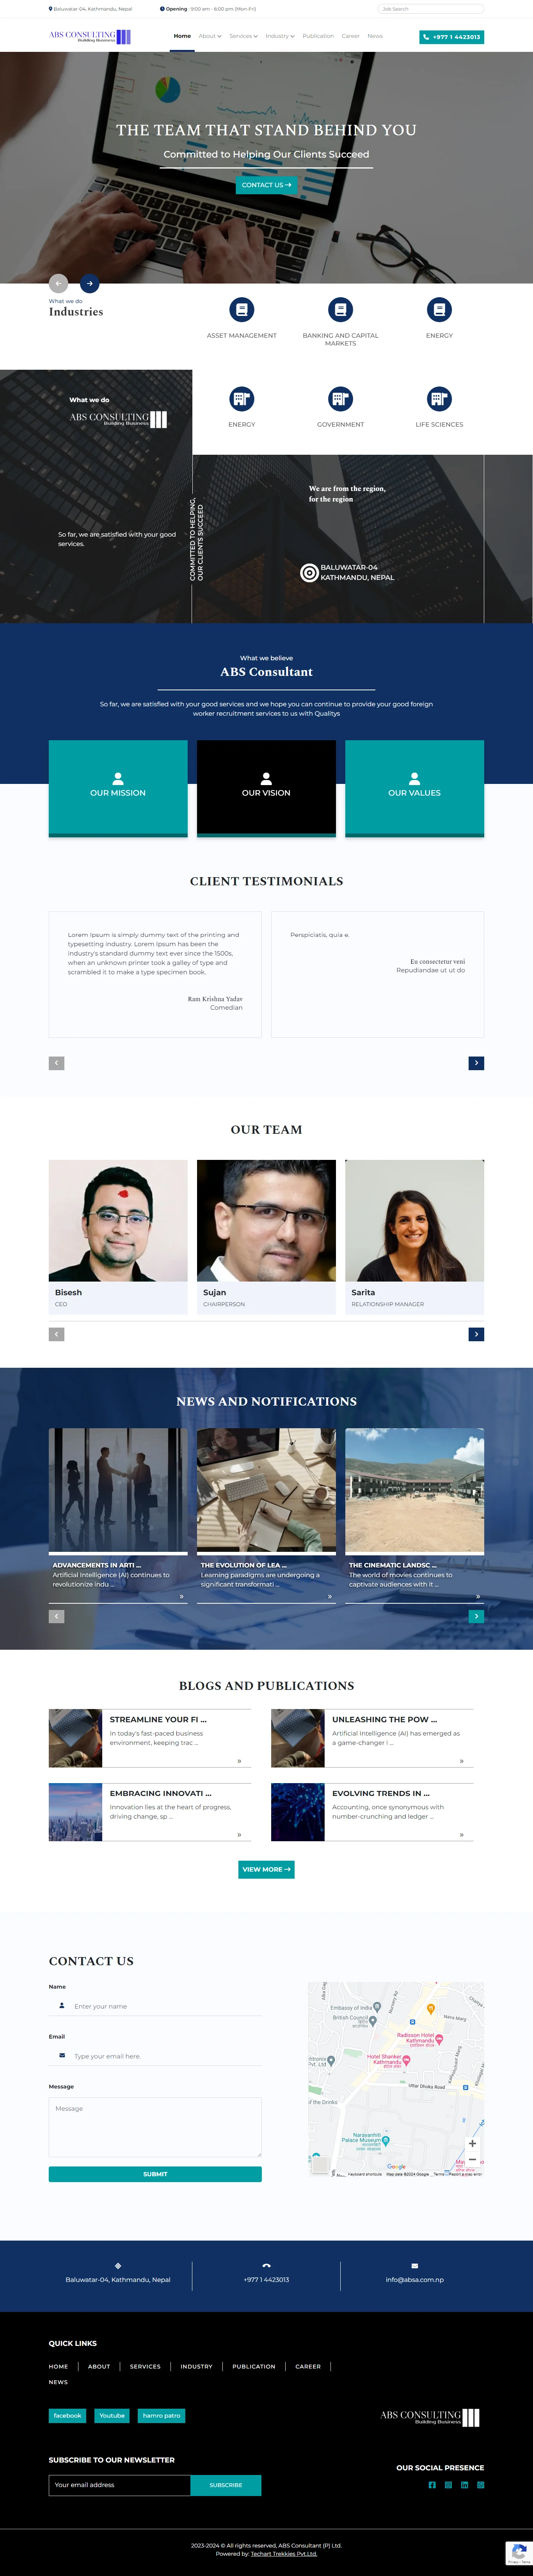 Baluwatar-04, Kathmandu, Nepal
Opening : 9:00 am - 6:00 pm (Mon-Fri)
Job Search
ABS CONSULTING
Building Business
Home
About
Services
Industry
Publication
Career
News
+977 1 4423013
THE TEAM THAT STAND BEHIND YOU
Committed to Helping Our Clients Succeed
CONTACT US
What we do
Industries
ASSET MANAGEMENT
BANKING AND CAPITAL
MARKETS
ENERGY
What we do
ABS CONSULTING
Building Business
ENERGY
GOVERNMENT
LIFE SCIENCES
We are from the region,
for the region
So far, we are satisfied with your good
services.
COMMITTED TO HELPING,
OUR CLIENTS SUCCEED
BALUWATAR-04
KATHMANDU, NEPAL
What we believe
ABS Consultant
So far, we are satisfied with your good services and we hope you can continue to provide your good foreign
worker recruitment services to us with Qualitys
OUR MISSION
OUR VISION
OUR VALUES
CLIENT TESTIMONIALS
Lorem Ipsum is simply dummy text of the printing and
typesetting industry. Lorem Ipsum has been the
industry's standard dummy text ever since the 1500s,
when an unknown printer took a galley of type and
scrambled it to make a type specimen book.
Ram Krishna Yadav
Comedian
Perspiciatis, quia e.
Eo consectetur veni
Repudiandae ut ut do
OUR TEAM
Bisesh
CEO
Sujan
CHAIRPERSON
Sarita
RELATIONSHIP MANAGER
NEWS AND NOTIFICATIONS
ADVANCEMENTS IN ARTI ...
Artificial Intelligence (AI) continues to
revolutionize indu ...
»
THE EVOLUTION OF LEA ...
Learning paradigms are undergoing a
significant transformati ...
»
THE CINEMATIC LANDSC ...
The world of movies continues to
captivate audiences with it ...
»
BLOGS AND PUBLICATIONS
STREAMLINE YOUR FI ...
In today's fast-paced business
environment, keeping trac ...
»
UNLEASHING THE POW ...
Artificial Intelligence (AI) has emerged as
a game-changer i ...
»
EMBRACING INNOVATI ...
Innovation lies at the heart of progress,
driving change, sp ...
»
EVOLVING TRENDS IN ...
Accounting, once synonymous with
number-crunching and ledger ...
»
VIEW MORE
CONTACT US
Name
Enter your name
Email
Type your email here.
Message
Message
SUBMIT
Embassy of India
British Council
Radisson Hotel
Kathmandu
Hotel Shanker
Kathmandu
Uttar Dhoka Road
of the Drinks
Narayanhiti
Palace Museum
Google
Keyboard shortcuts
Map data ©2024 Google
Terms
Report a map error
Baluwatar-04, Kathmandu, Nepal
+977 1 4423013
info@absa.com.np
QUICK LINKS
HOME
ABOUT
SERVICES
INDUSTRY
PUBLICATION
CAREER
NEWS
facebook
Youtube
hamro patro
ABS CONSULTING
Building Business
SUBSCRIBE TO OUR NEWSLETTER
Your email address
SUBSCRIBE
OUR SOCIAL PRESENCE
2023-2024 © All rights reserved, ABS Consultant (P) Ltd.
Powered by: Techart Trekkies Pvt.Ltd.
Privacy - Terms